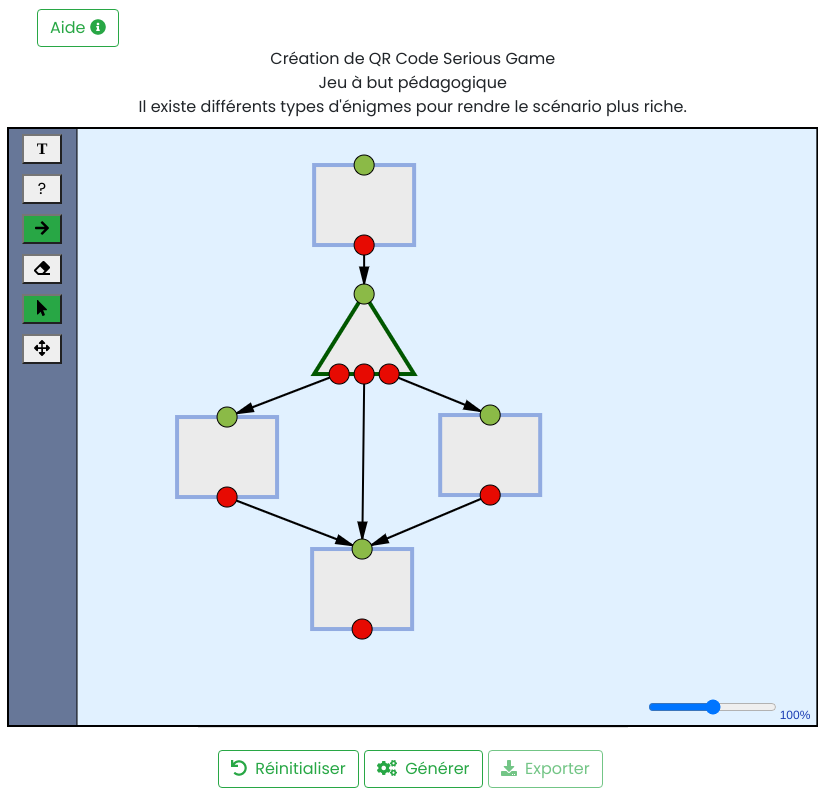 Aide
Création de QR Code Serious Game
Jeu à but pédagogique
Il existe différents types d'énigmes pour rendre le scénario plus riche.
T
?
100%
Réinitialiser Générer Exporter